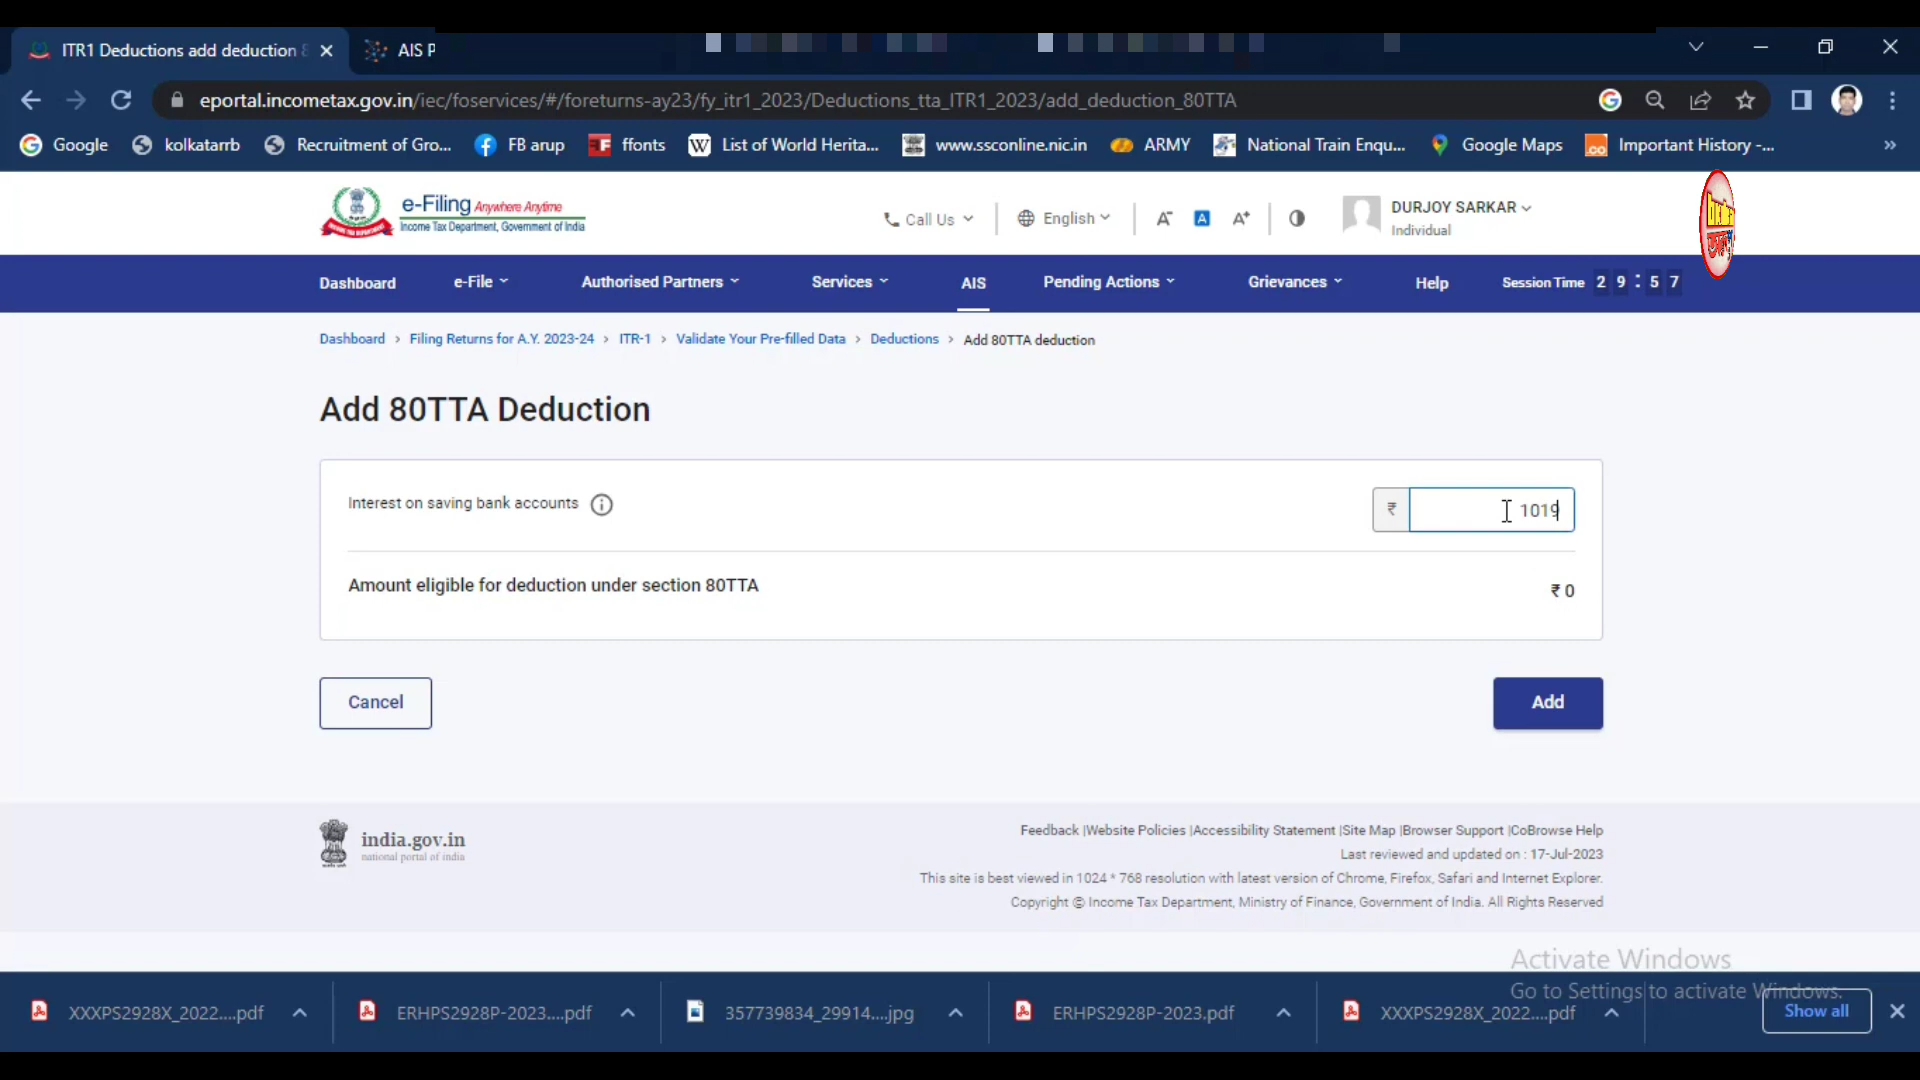 ITR1 Deductions add deduction 8
AIS P
eportal.incometax.gov.in/iec/foservices/#/foreturns-ay23/fy_itr1_2023/Deductions_tta_ITR1_2023/add_deduction_80TTA
Google kolkatarrb Recruitment of Gro... FB arup ffonts List of World Herita... www.ssconline.nic.in ARMY National Train Enqu... Google Maps Important History -...
e-Filing Anywhere Anytime
Income Tax Department, Government of India
Call Us English A- A A+
DURJOY SARKAR
Individual
Dashboard e-File Authorised Partners Services AIS Pending Actions Grievances Help Session Time 2 9 : 5 7
Dashboard > Filing Returns for A.Y. 2023-24 > ITR-1 > Validate Your Pre-filled Data > Deductions > Add 80TTA deduction
Add 80TTA Deduction
Interest on saving bank accounts ₹ 1019
Amount eligible for deduction under section 80TTA ₹ 0
Cancel Add
india.gov.in
national portal of india
Feedback |Website Policies |Accessibility Statement |Site Map |Browser Support |CoBrowse Help
Last reviewed and updated on : 17-Jul-2023
This site is best viewed in 1024 * 768 resolution with latest version of Chrome, Firefox, Safari and Internet Explorer.
Copyright © Income Tax Department, Ministry of Finance, Government of India. All Rights Reserved
Activate Windows
Go to Settings to activate Windows.
XXXPS2928X_2022....pdf ERHPS2928P-2023....pdf 357739834_29914....jpg ERHPS2928P-2023.pdf XXXPS2928X_2022....pdf Show all